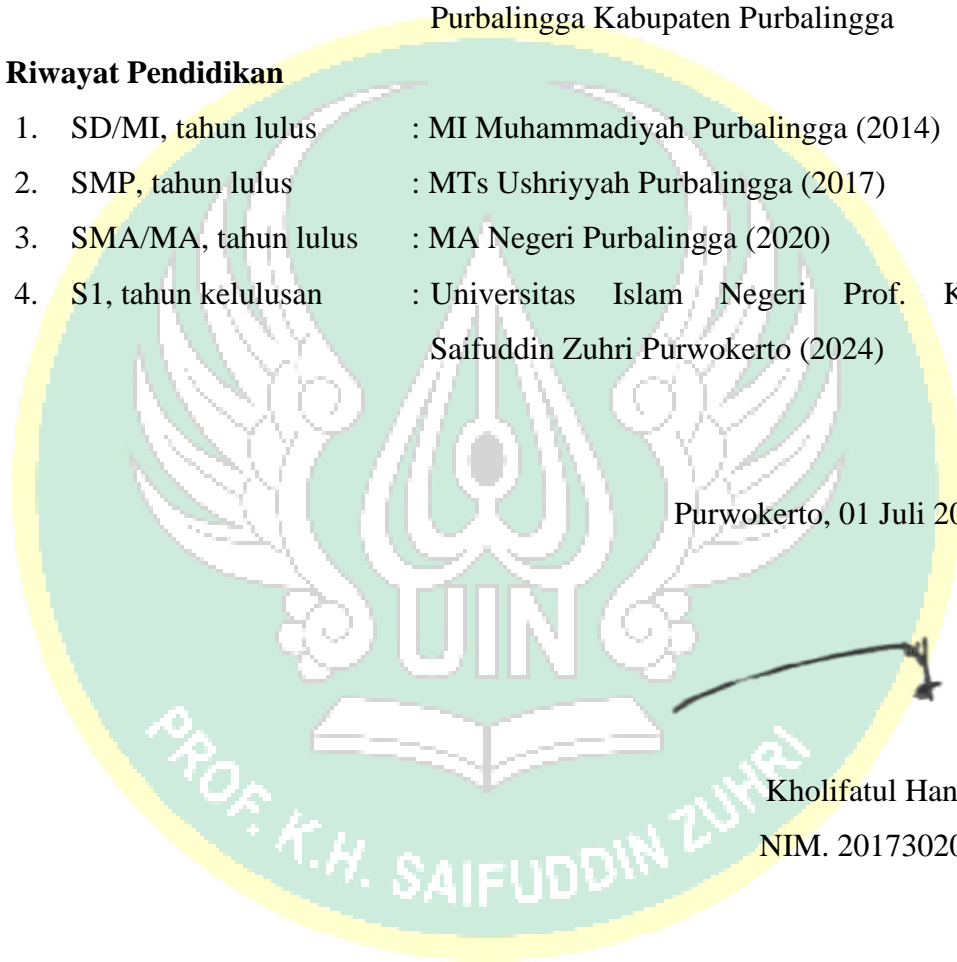 Purbalingga Kabupaten Purbalingga
Riwayat Pendidikan
1. SD/MI, tahun lulus : MI Muhammadiyah Purbalingga (2014)
2. SMP, tahun lulus : MTs Ushriyyah Purbalingga (2017)
3. SMA/MA, tahun lulus : MA Negeri Purbalingga (2020)
4. S1, tahun kelulusan : Universitas Islam Negeri Prof. K
Saifuddin Zuhri Purwokerto (2024)
Purwokerto, 01 Juli 20
UIN
Kholifatul Han
NIM. 20173020
PROF. K.H. SAIFUDDIN ZUHRI